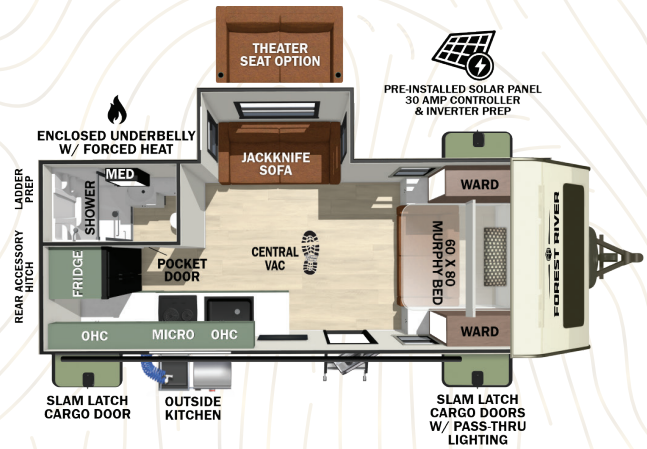 THEATER
SEAT OPTION
PRE-INSTALLED SOLAR PANEL
30 AMP CONTROLLER
& INVERTER PREP
ENCLOSED UNDERBELLY
W/ FORCED HEAT
JACKKNIFE
SOFA
LADDER
PREP
MED
SHOWER
WARD
REAR ACCESSORY
HITCH
FRIDGE
POCKET
DOOR
CENTRAL
VAC
60 X 80
MURPHY BED
FOREST RIVER
OHC
MICRO
OHC
WARD
SLAM LATCH
CARGO DOOR
OUTSIDE
KITCHEN
SLAM LATCH
CARGO DOORS
W/ PASS-THRU
LIGHTING